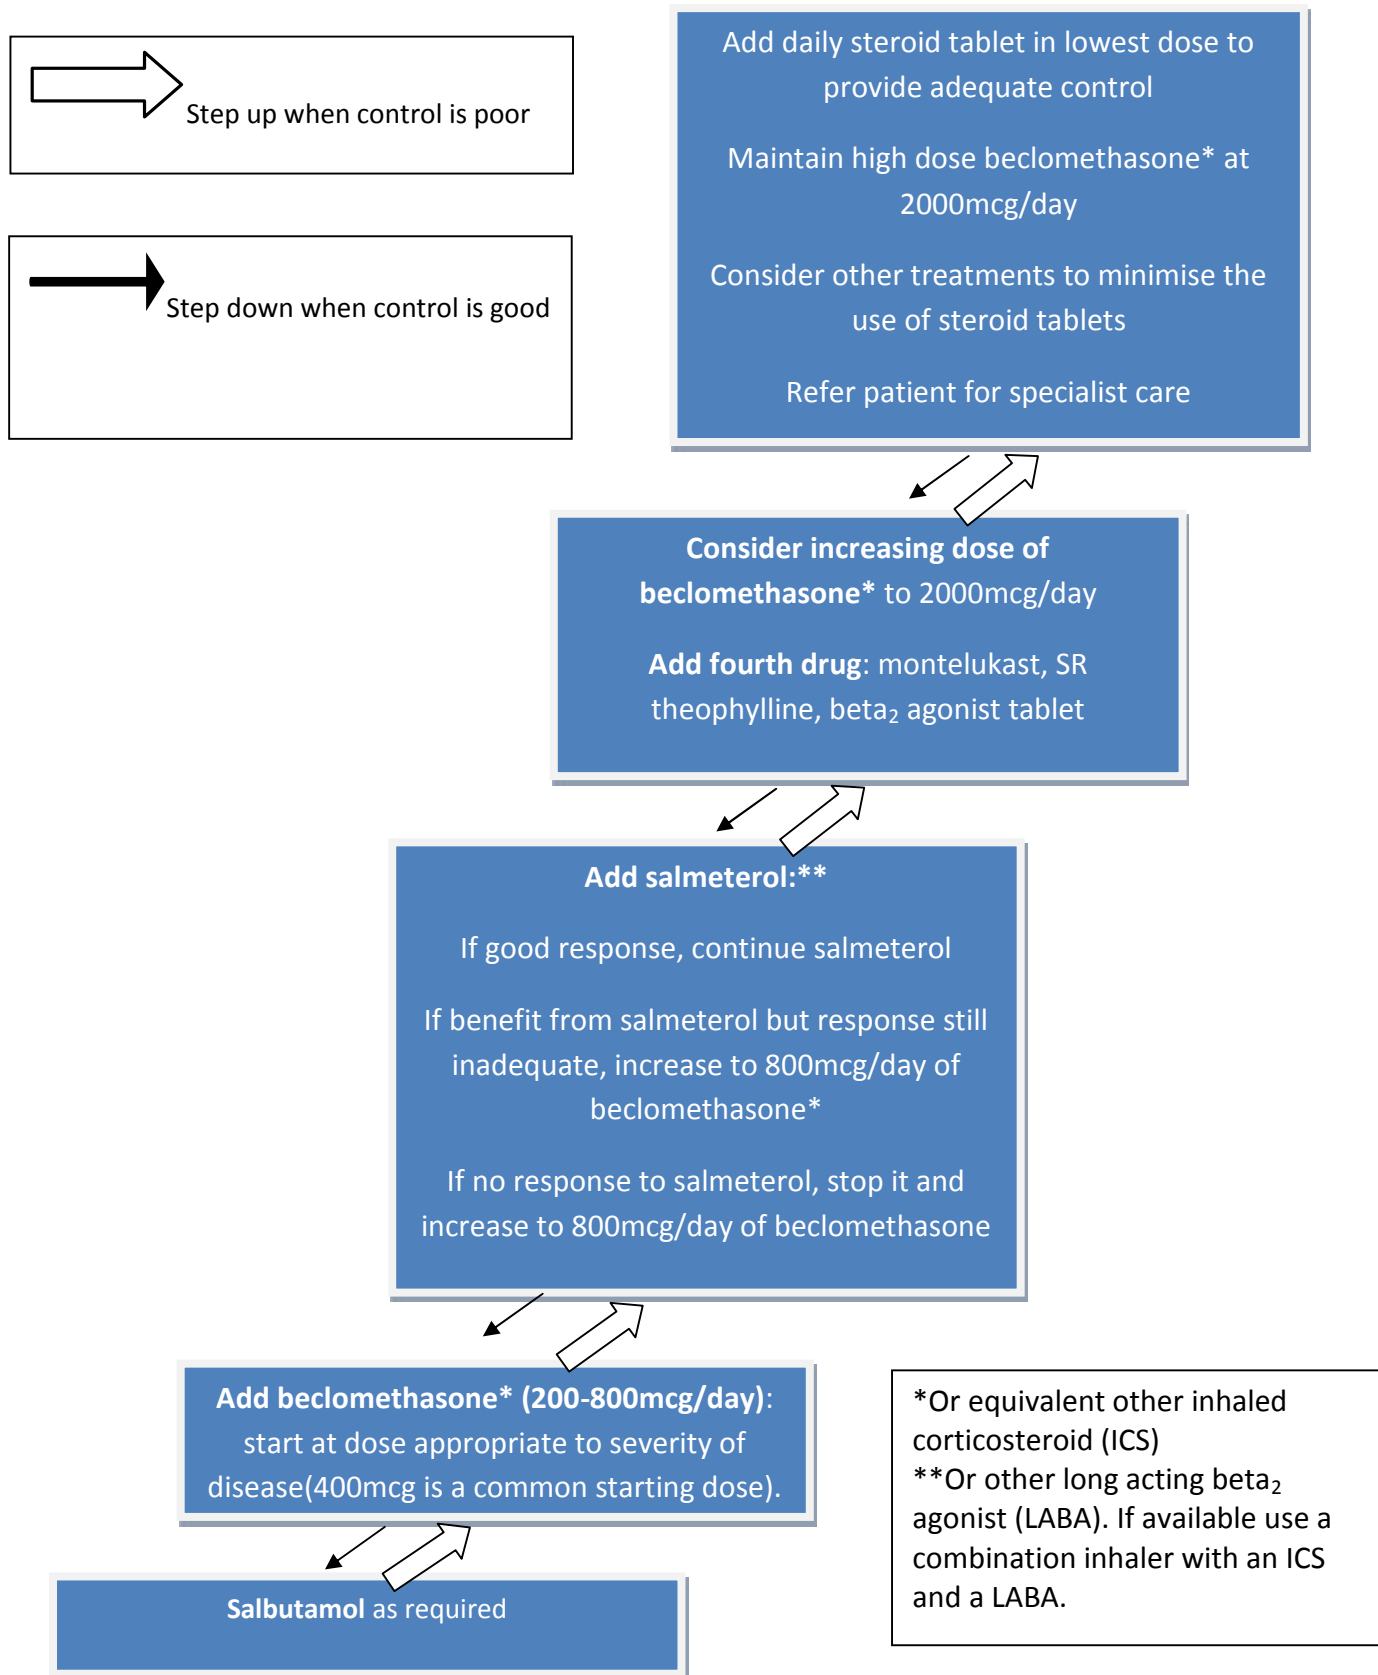 Step up when control is poor
Step down when control is good
Add daily steroid tablet in lowest dose to
provide adequate control
Maintain high dose beclomethasone* at
2000mcg/day
Consider other treatments to minimise the
use of steroid tablets
Refer patient for specialist care
Consider increasing dose of
beclomethasone* to 2000mcg/day
Add fourth drug: montelukast, SR
theophylline, beta₂ agonist tablet
Add salmeterol:**
If good response, continue salmeterol
If benefit from salmeterol but response still
inadequate, increase to 800mcg/day of
beclomethasone*
If no response to salmeterol, stop it and
increase to 800mcg/day of beclomethasone
Add beclomethasone* (200-800mcg/day):
start at dose appropriate to severity of
disease(400mcg is a common starting dose).
Salbutamol as required
*Or equivalent other inhaled
corticosteroid (ICS)
**Or other long acting beta₂
agonist (LABA). If available use a
combination inhaler with an ICS
and a LABA.